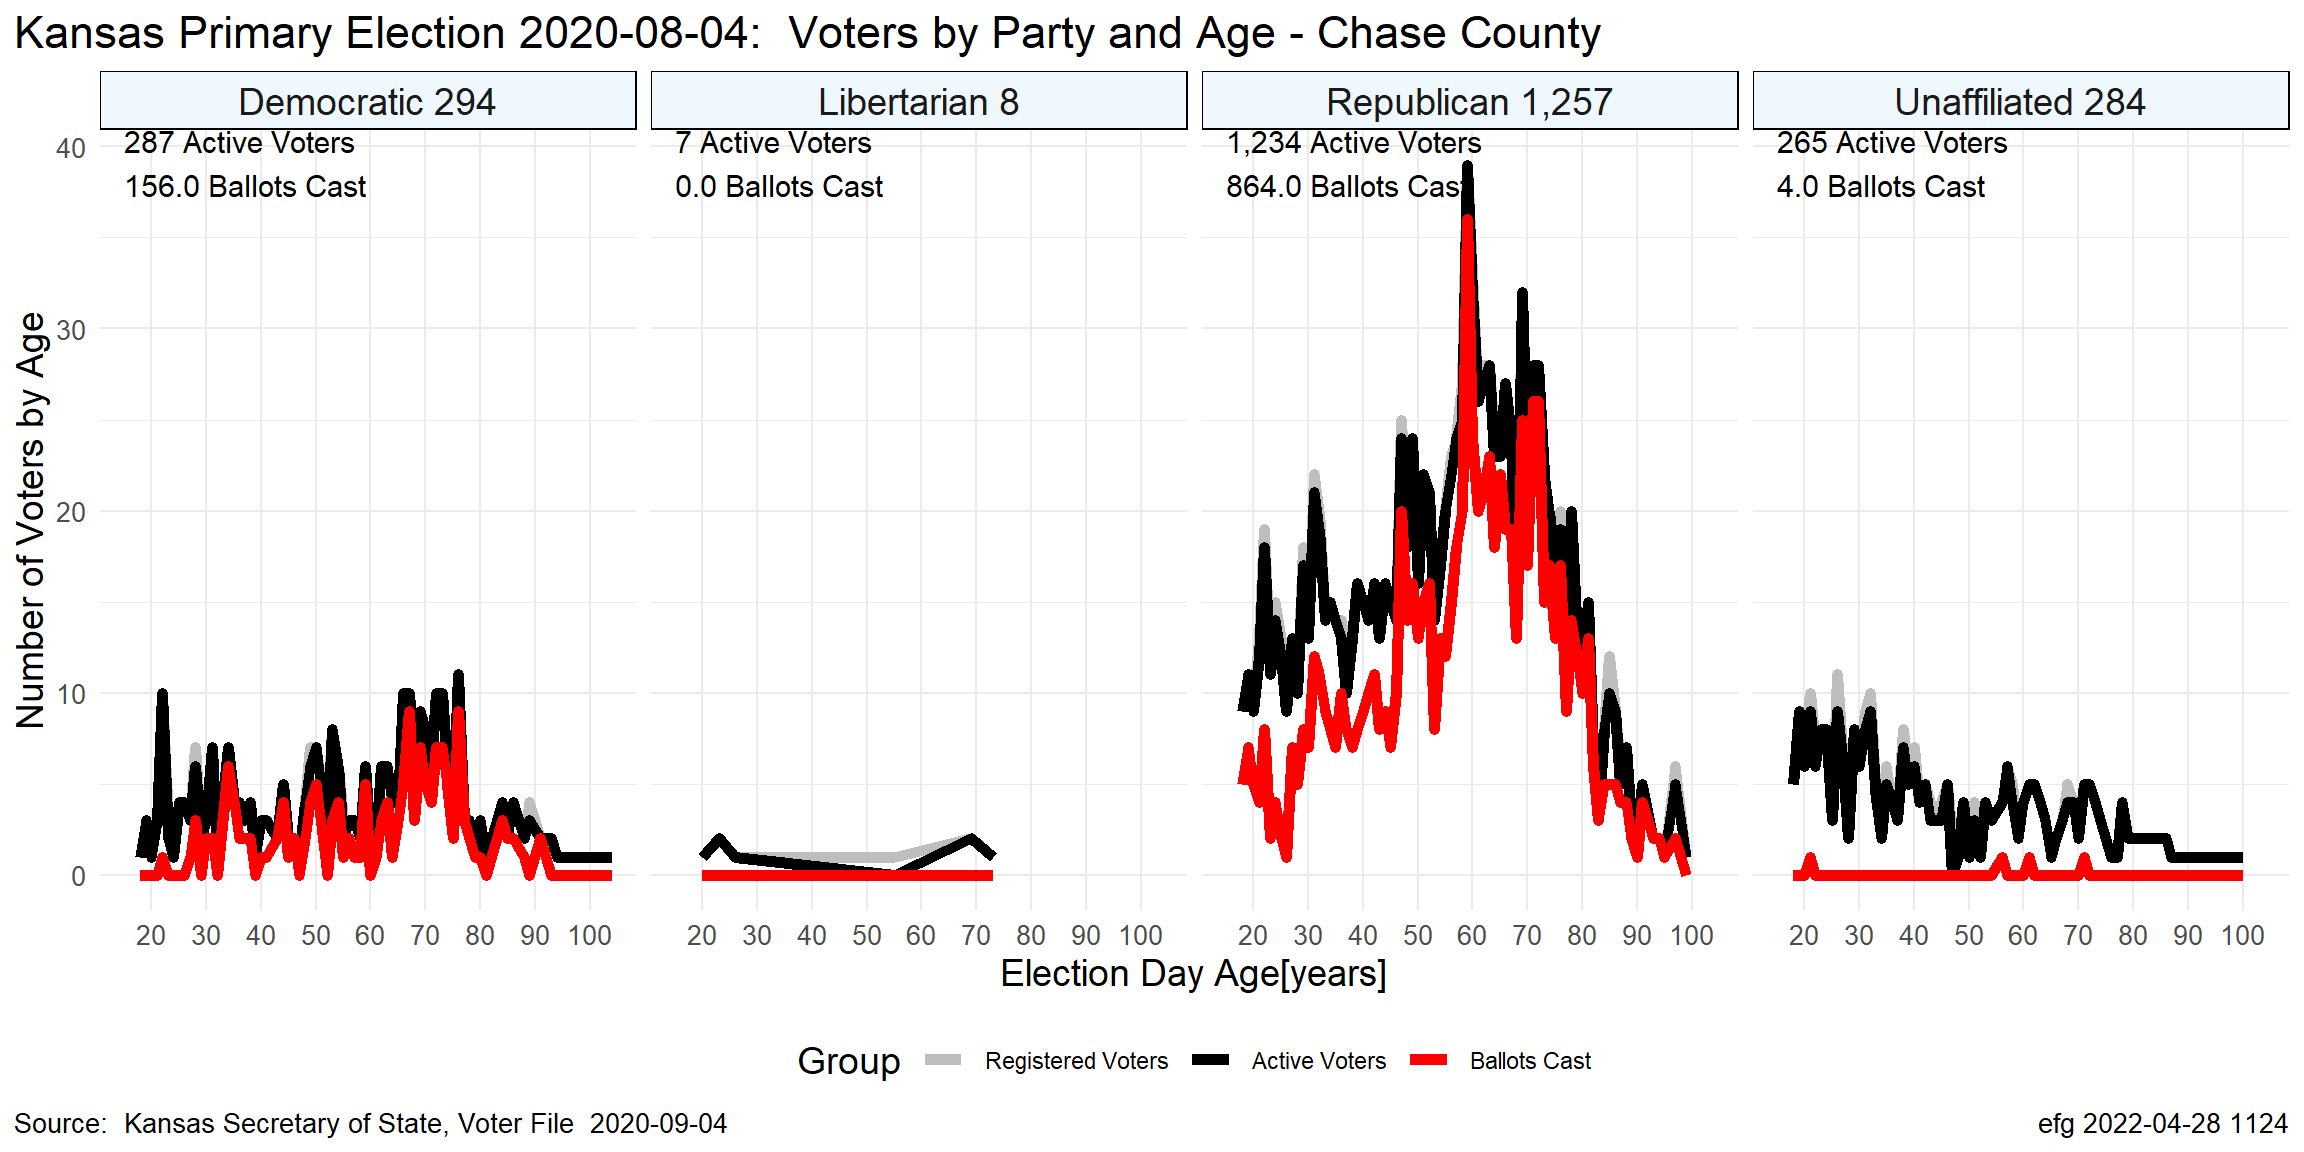 Kansas Primary Election 2020-08-04:  Voters by Party and Age - Chase County
Democratic 294
Libertarian 8
Republican 1,257
Unaffiliated 284
287 Active Voters
156.0 Ballots Cast
7 Active Voters
0.0 Ballots Cast
1,234 Active Voters
864.0 Ballots Cast
265 Active Voters
4.0 Ballots Cast
Number of Voters by Age
40
30
20
10
0
20 30 40 50 60 70 80 90 100
20 30 40 50 60 70 80 90 100
20 30 40 50 60 70 80 90 100
20 30 40 50 60 70 80 90 100
Election Day Age[years]
Group Registered Voters Active Voters Ballots Cast
Source:  Kansas Secretary of State, Voter File  2020-09-04
efg 2022-04-28 1124